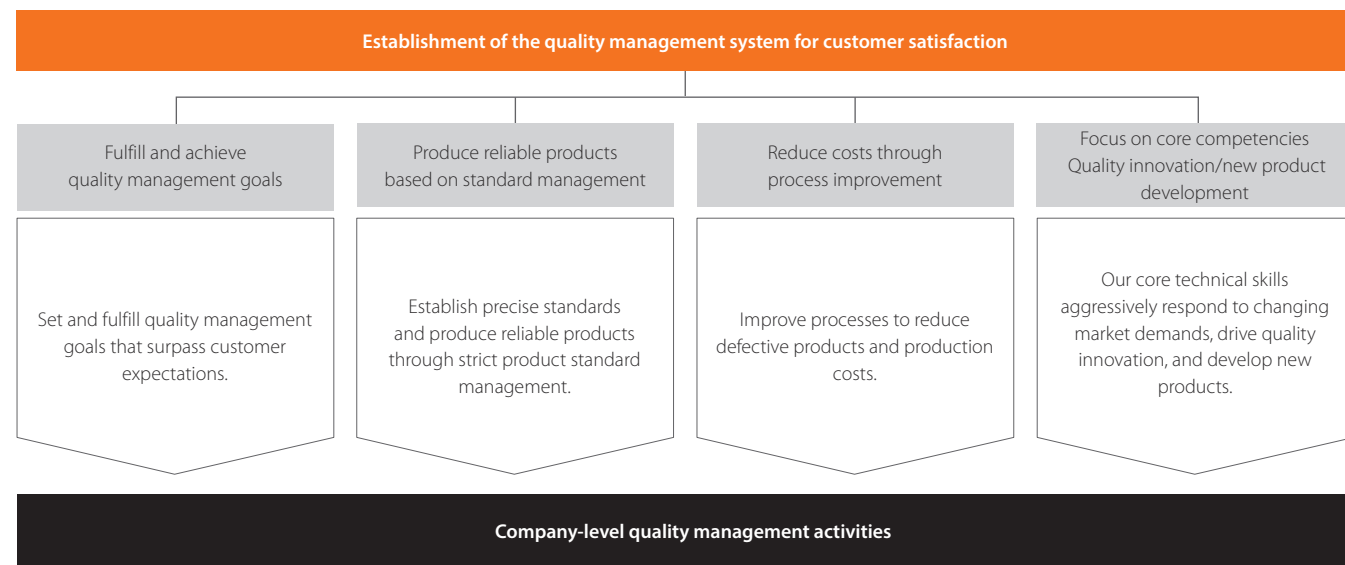 Establishment of the quality management system for customer satisfaction
Fulfill and achieve
quality management goals
Produce reliable products
based on standard management
Reduce costs through
process improvement
Focus on core competencies
Quality innovation/new product
development
Set and fulfill quality management
goals that surpass customer
expectations.
Establish precise standards
and produce reliable products
through strict product standard
management.
Improve processes to reduce
defective products and production
costs.
Our core technical skills
aggressively respond to changing
market demands, drive quality
innovation, and develop new
products.
Company-level quality management activities